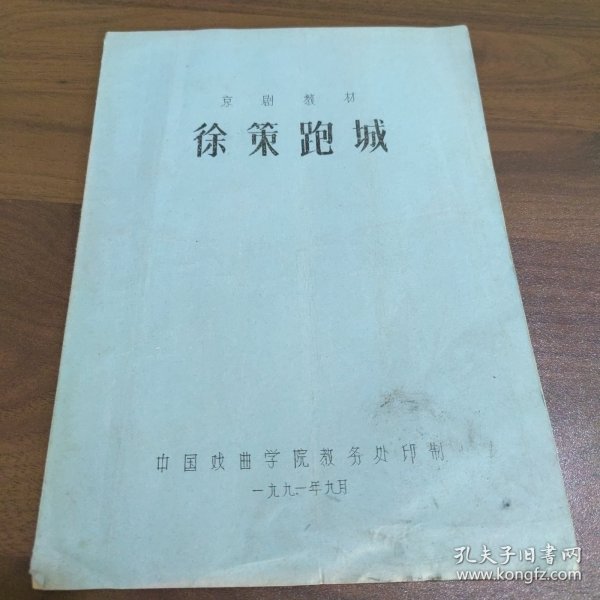 京剧教材
徐策跑城
中国戏曲学院教务处印制
一九九一年九月
孔夫子旧书网
www.kongfz.com